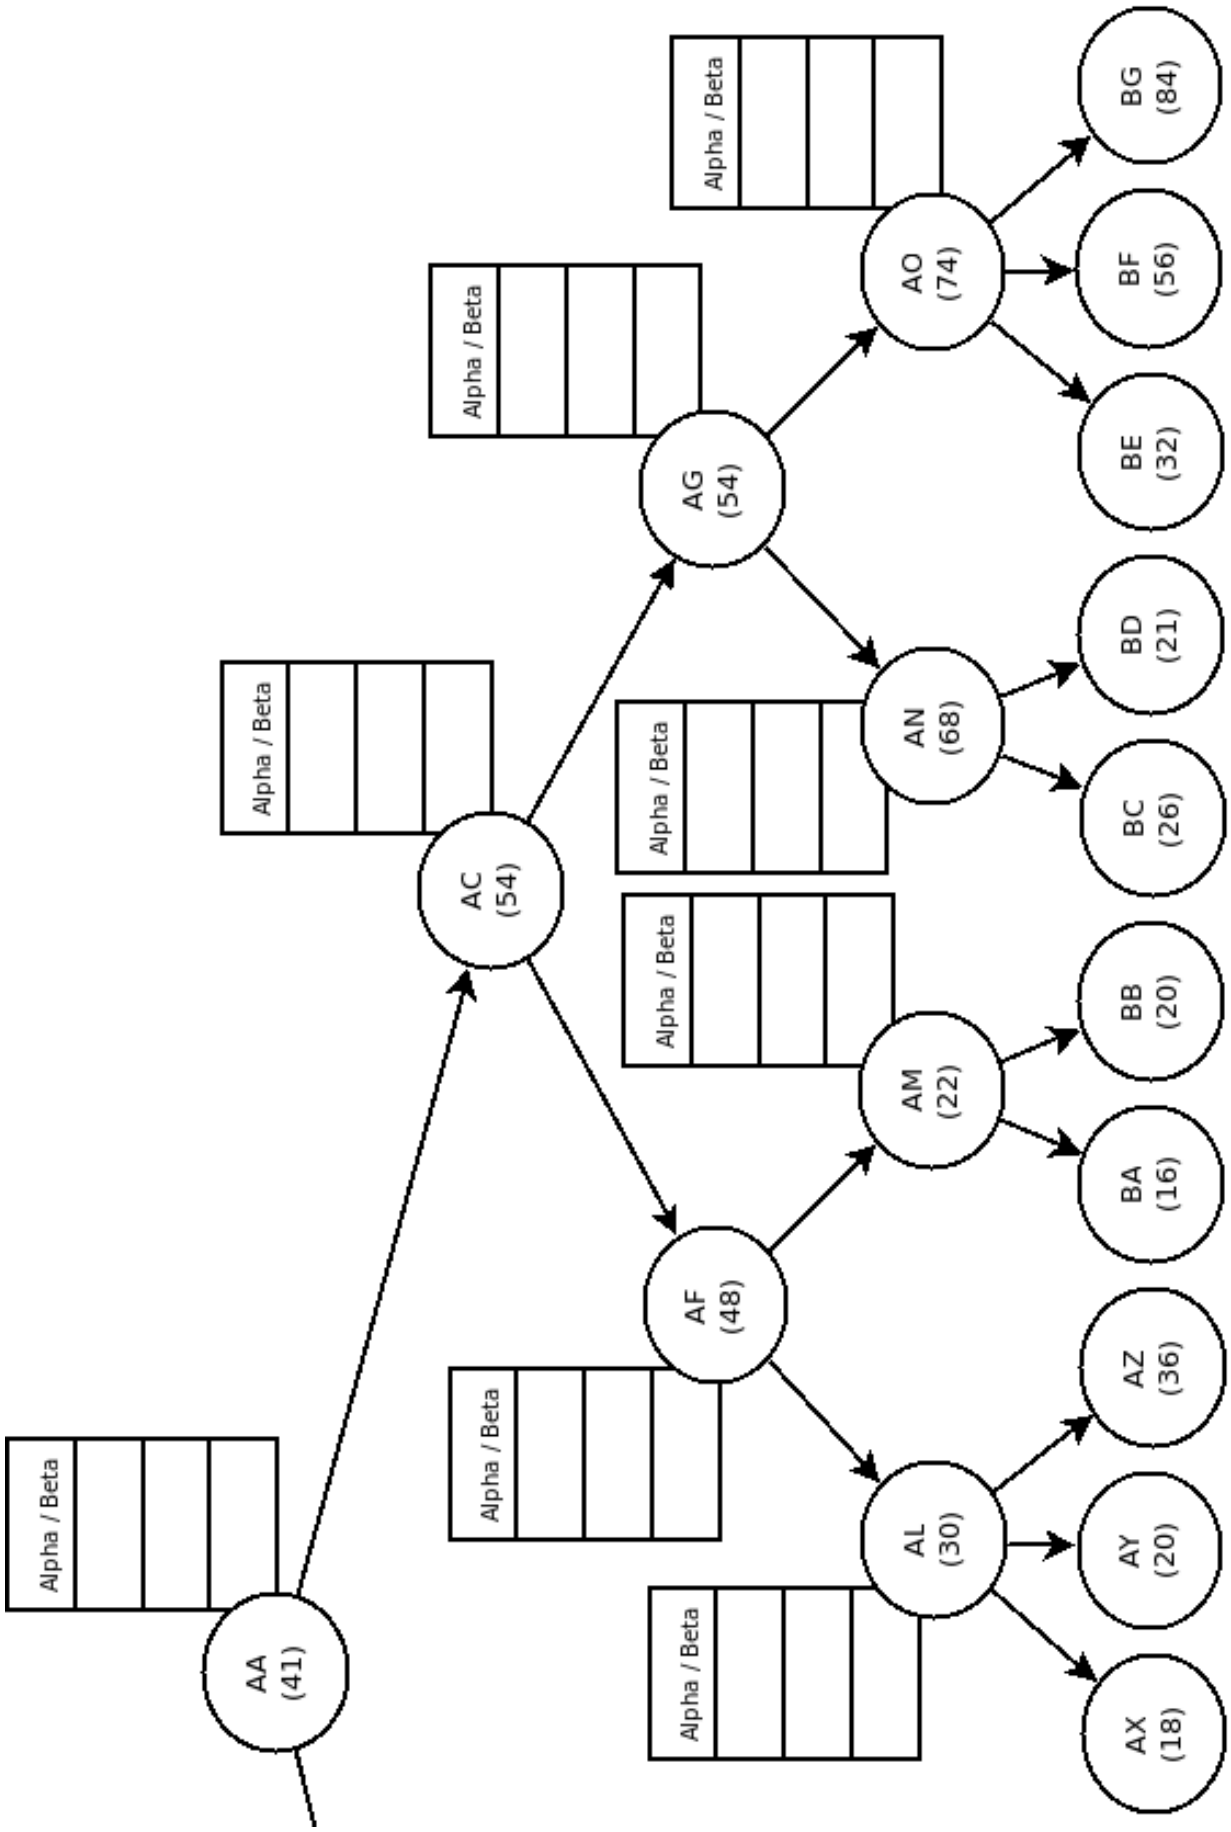 Alpha / Beta
AA
(41)
Alpha / Beta
AC
(54)
Alpha / Beta
AF
(48)
Alpha / Beta
AG
(54)
Alpha / Beta
AL
(30)
Alpha / Beta
AM
(22)
Alpha / Beta
AN
(68)
Alpha / Beta
AO
(74)
AX
(18)
AY
(20)
AZ
(36)
BA
(16)
BB
(20)
BC
(26)
BD
(21)
BE
(32)
BF
(56)
BG
(84)